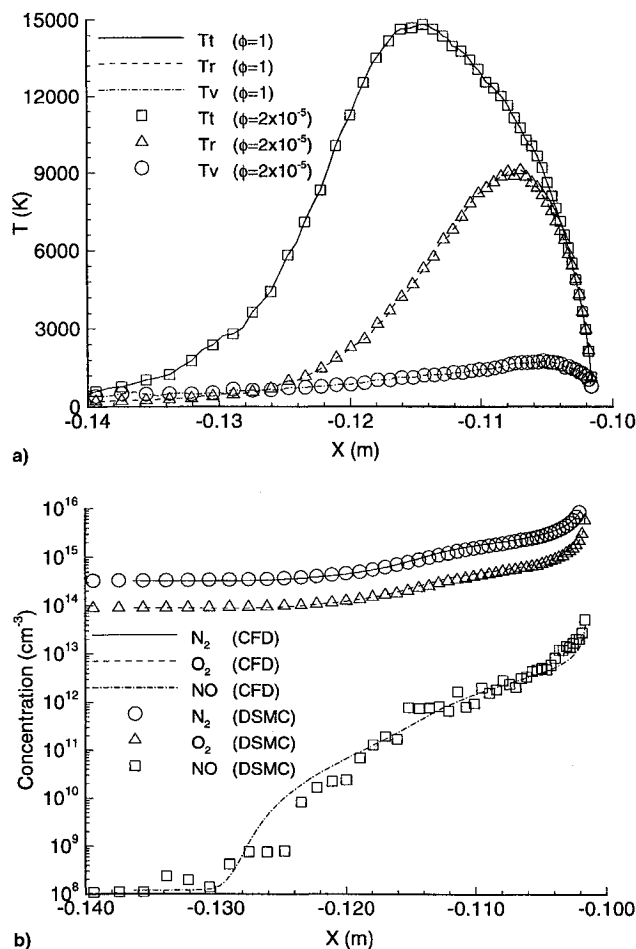 15000
12000
9000
6000
3000
0
T (K)
Tt (ϕ=1)
Tr (ϕ=1)
Tv (ϕ=1)
Tt (ϕ=2x10⁻⁵)
Tr (ϕ=2x10⁻⁵)
Tv (ϕ=2x10⁻⁵)
-0.14 -0.13 -0.12 -0.11 -0.10
X (m)
a)
10¹⁶
10¹⁵
10¹⁴
10¹³
10¹²
10¹¹
10¹⁰
10⁹
10⁸
Concentration (cm⁻³)
N₂ (CFD)
O₂ (CFD)
NO (CFD)
N₂ (DSMC)
O₂ (DSMC)
NO (DSMC)
-0.140 -0.130 -0.120 -0.110 -0.100
X (m)
b)